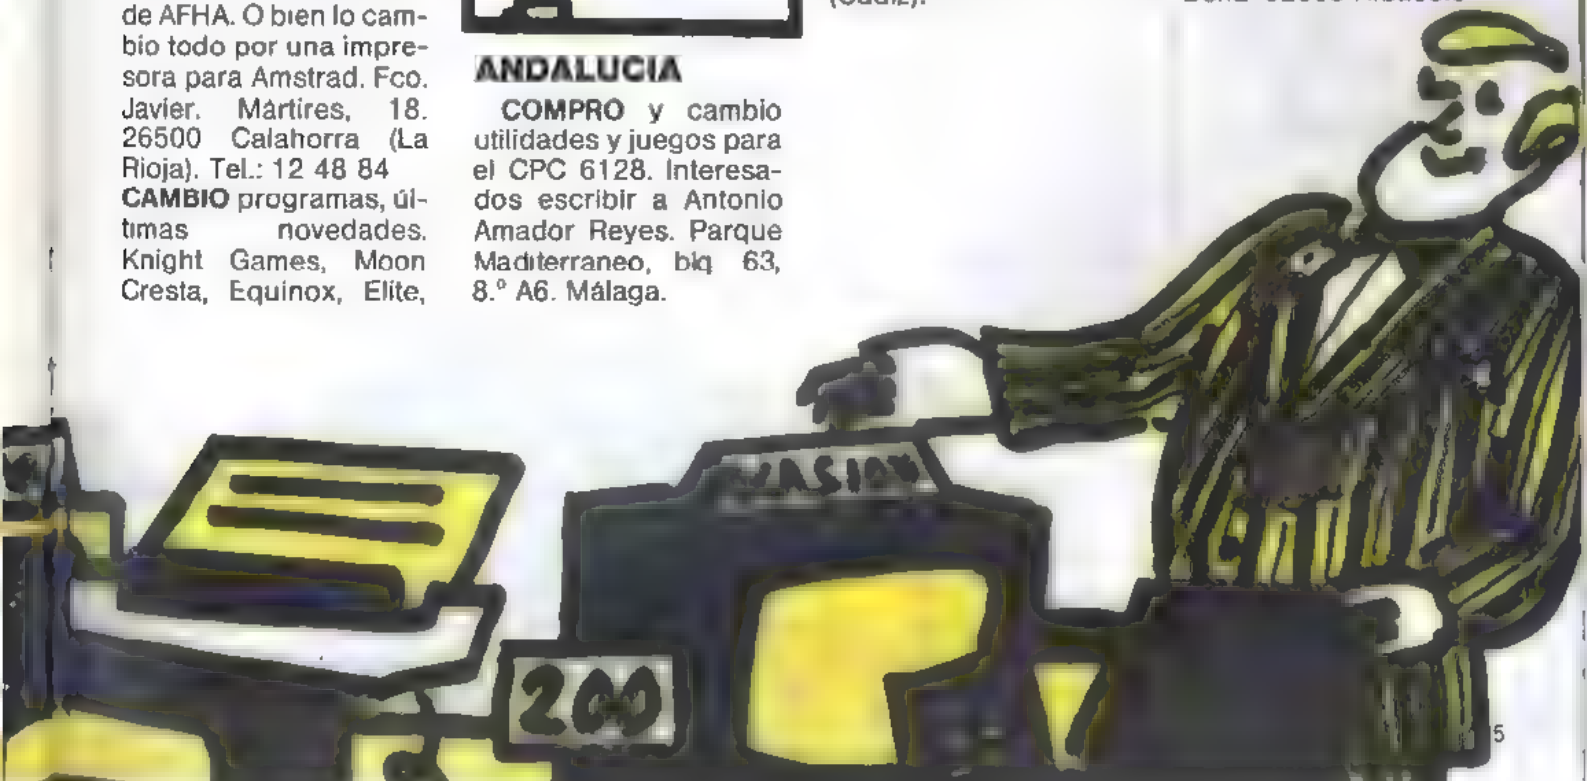 de AFHA. O bien lo cam-
bio todo por una impre-
sora para Amstrad. Fco.
Javier. Mártires, 18.
26500 Calahorra (La
Rioja). Tel.: 12 48 84
CAMBIO programas, úl-
timas novedades.
Knight Games, Moon
Cresta, Equinox, Elite,
ANDALUCIA
COMPRO y cambio
utilidades y juegos para
el CPC 6128. Interesa-
dos escribir a Antonio
Amador Reyes. Parque
Maditerraneo, blq 63,
8.º A6. Málaga.
(Cádiz).
200
5